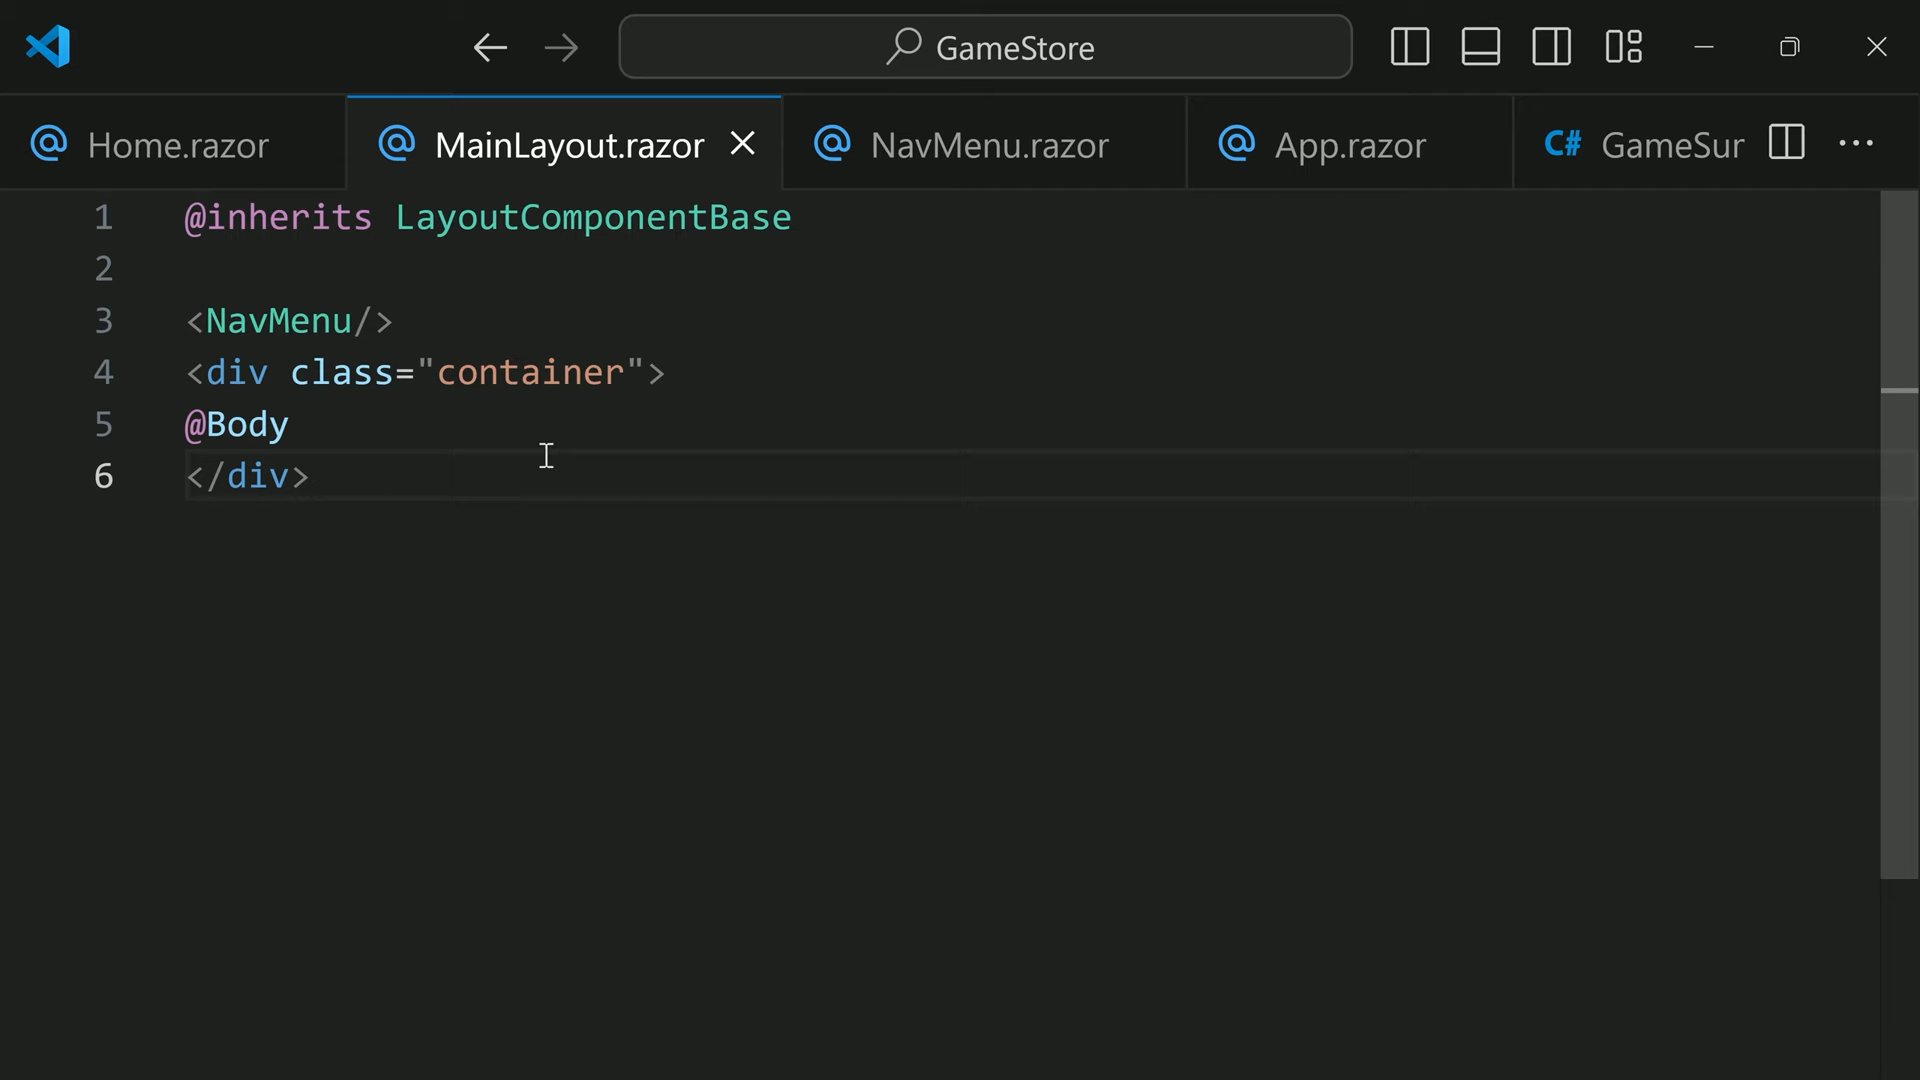 GameStore
Home.razor
MainLayout.razor
NavMenu.razor
App.razor
C# GameSur
1 @inherits LayoutComponentBase
2
3 <NavMenu/>
4 <div class="container">
5 @Body
6 </div>